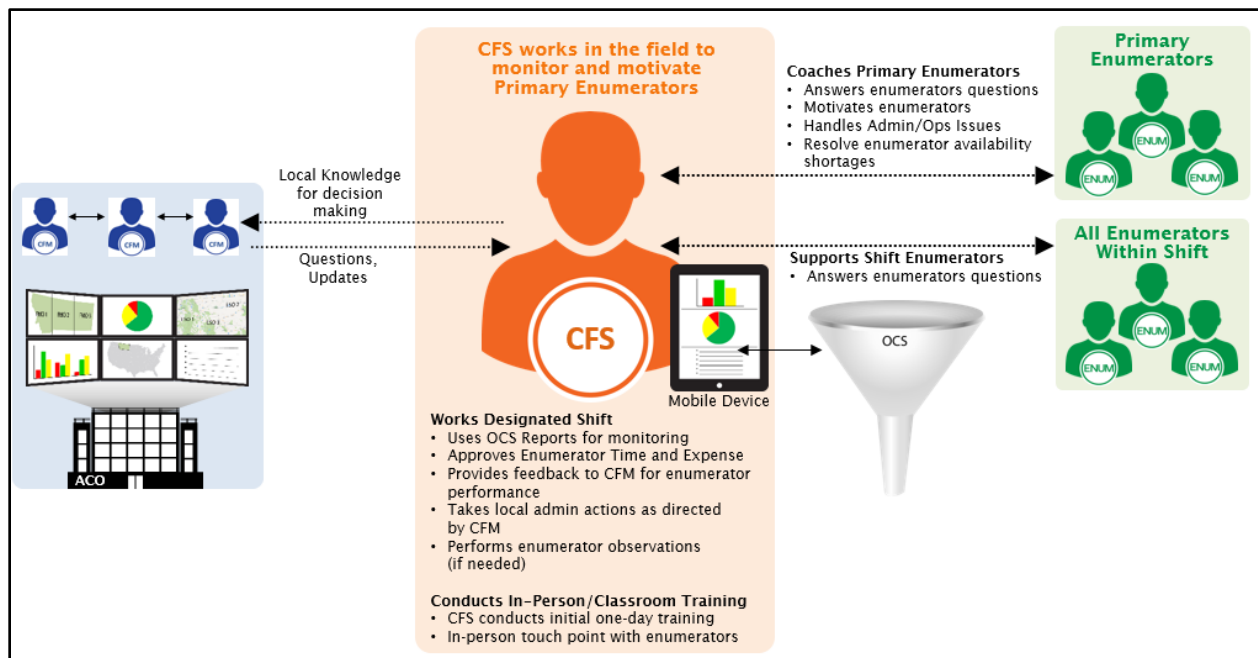 CFS works in the field to
monitor and motivate
Primary Enumerators
Primary
Enumerators
ENUM
ENUM
ENUM
Coaches Primary Enumerators
• Answers enumerators questions
• Motivates enumerators
• Handles Admin/Ops Issues
• Resolve enumerator availability
shortages
Local Knowledge
for decision
making
CFM
CFM
CFM
Questions,
Updates
All Enumerators
Within Shift
ENUM
ENUM
ENUM
Supports Shift Enumerators
• Answers enumerators questions
CFS
OCS
Mobile Device
Works Designated Shift
• Uses OCS Reports for monitoring
• Approves Enumerator Time and Expense
• Provides feedback to CFM for enumerator
performance
• Takes local admin actions as directed
by CFM
• Performs enumerator observations
(if needed)
ACO
Conducts In-Person/Classroom Training
• CFS conducts initial one-day training
• In-person touch point with enumerators